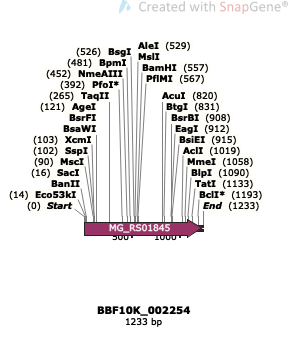 Created with SnapGene®
AleI (529)
(526) BsgI MslI
(481) BpmI BamHI (557)
(452) NmeAIII PflMI (567)
(392) PfoI*
(265) TaqII AcuI (820)
(121) AgeI BtgI (831)
BsrFI BsrBI (908)
BsaWI EagI (912)
(103) XcmI BsiEI (915)
(102) SspI AclI (1019)
(90) MscI MmeI (1058)
(16) SacI BlpI (1090)
BanII TatI (1133)
(14) Eco53kI BclI* (1193)
(0) Start End (1233)
MG_RS01845
500 1000
BBF10K_002254
1233 bp